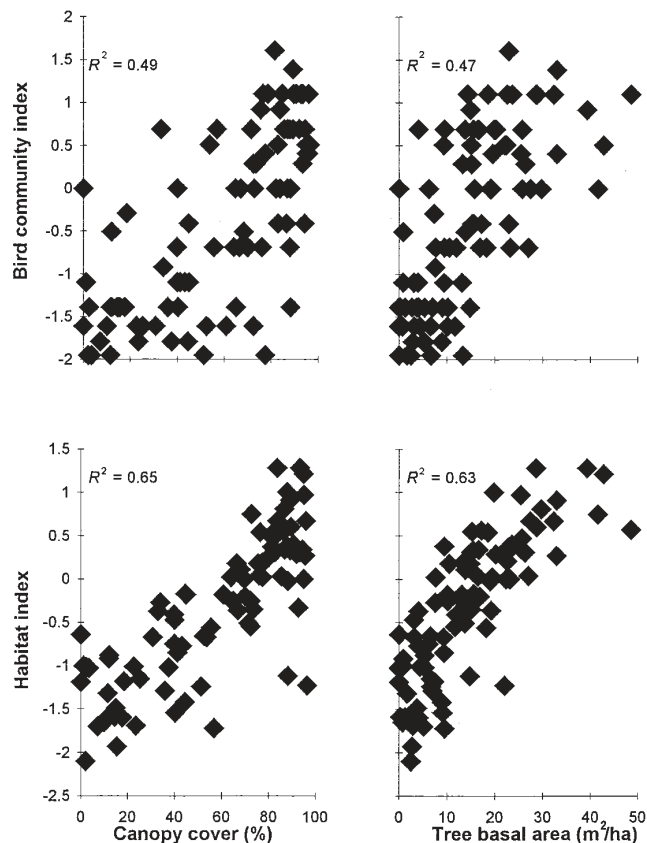 2
1.5
1
0.5
0
-0.5
-1
-1.5
-2
Bird community index
R² = 0.49
R² = 0.47
1.5
1
0.5
0
-0.5
-1
-1.5
-2
-2.5
Habitat index
R² = 0.65
R² = 0.63
0 20 40 60 80 100
Canopy cover (%)
0 10 20 30 40 50
Tree basal area (m²/ha)